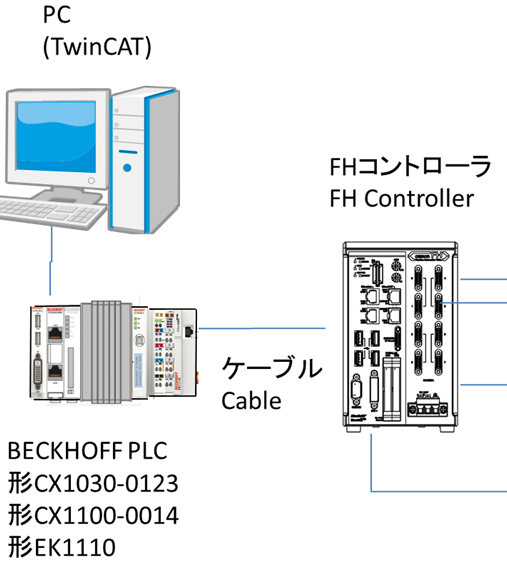 PC
(TwinCAT)
FHコントローラ
FH Controller
ケーブル
Cable
BECKHOFF PLC
形CX1030-0123
形CX1100-0014
形EK1110